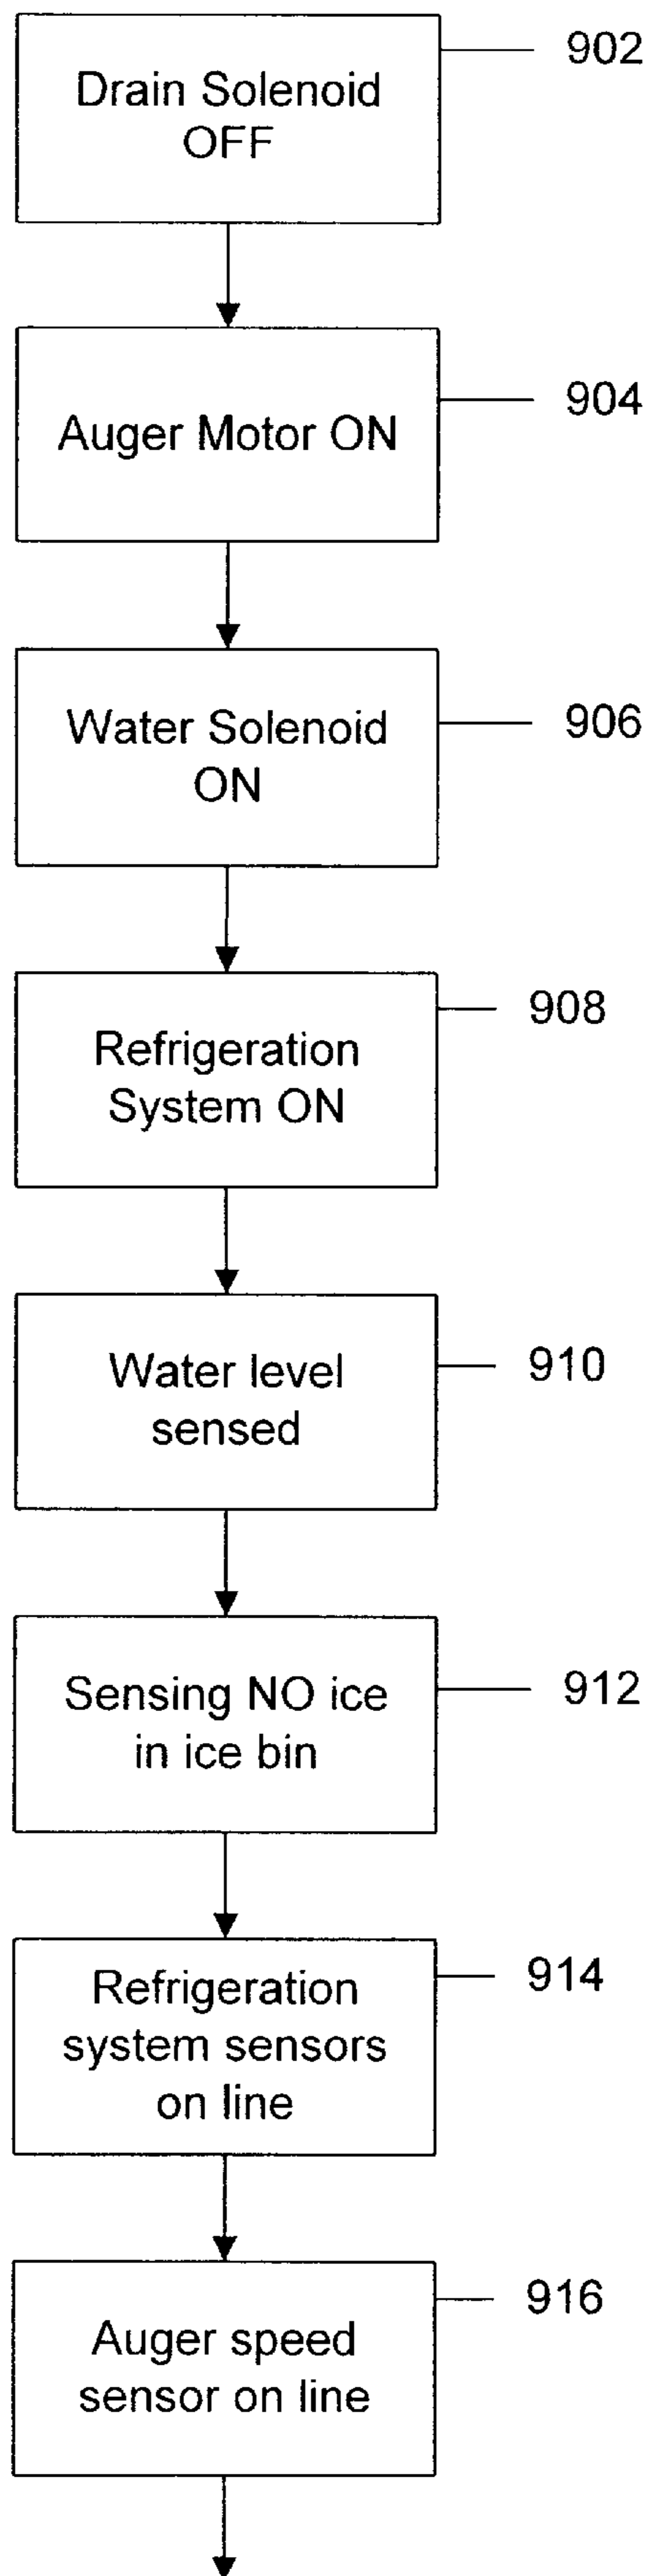 Drain Solenoid
OFF
902
Auger Motor ON
904
Water Solenoid
ON
906
Refrigeration
System ON
908
Water level
sensed
910
Sensing NO ice
in ice bin
912
Refrigeration
system sensors
on line
914
Auger speed
sensor on line
916